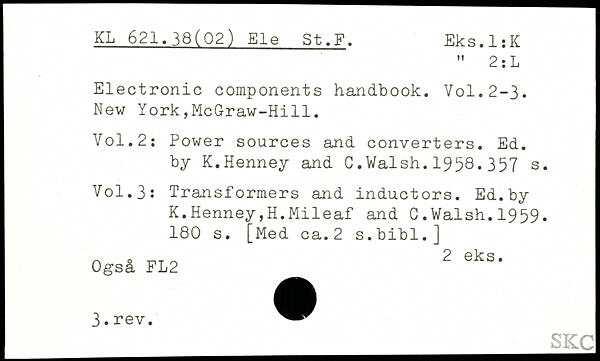 KL 621.38(02) Ele St.F. Eks.1:K
" 2:L
Electronic components handbook. Vol.2-3.
New York,McGraw-Hill.
Vol.2: Power sources and converters. Ed.
by K.Henney and C.Walsh.1958.357 s.
Vol.3: Transformers and inductors. Ed.by
K.Henney,H.Mileaf and C.Walsh.1959.
180 s. [Med ca.2 s.bibl.]
2 eks.
Også FL2
3.rev.
SKC